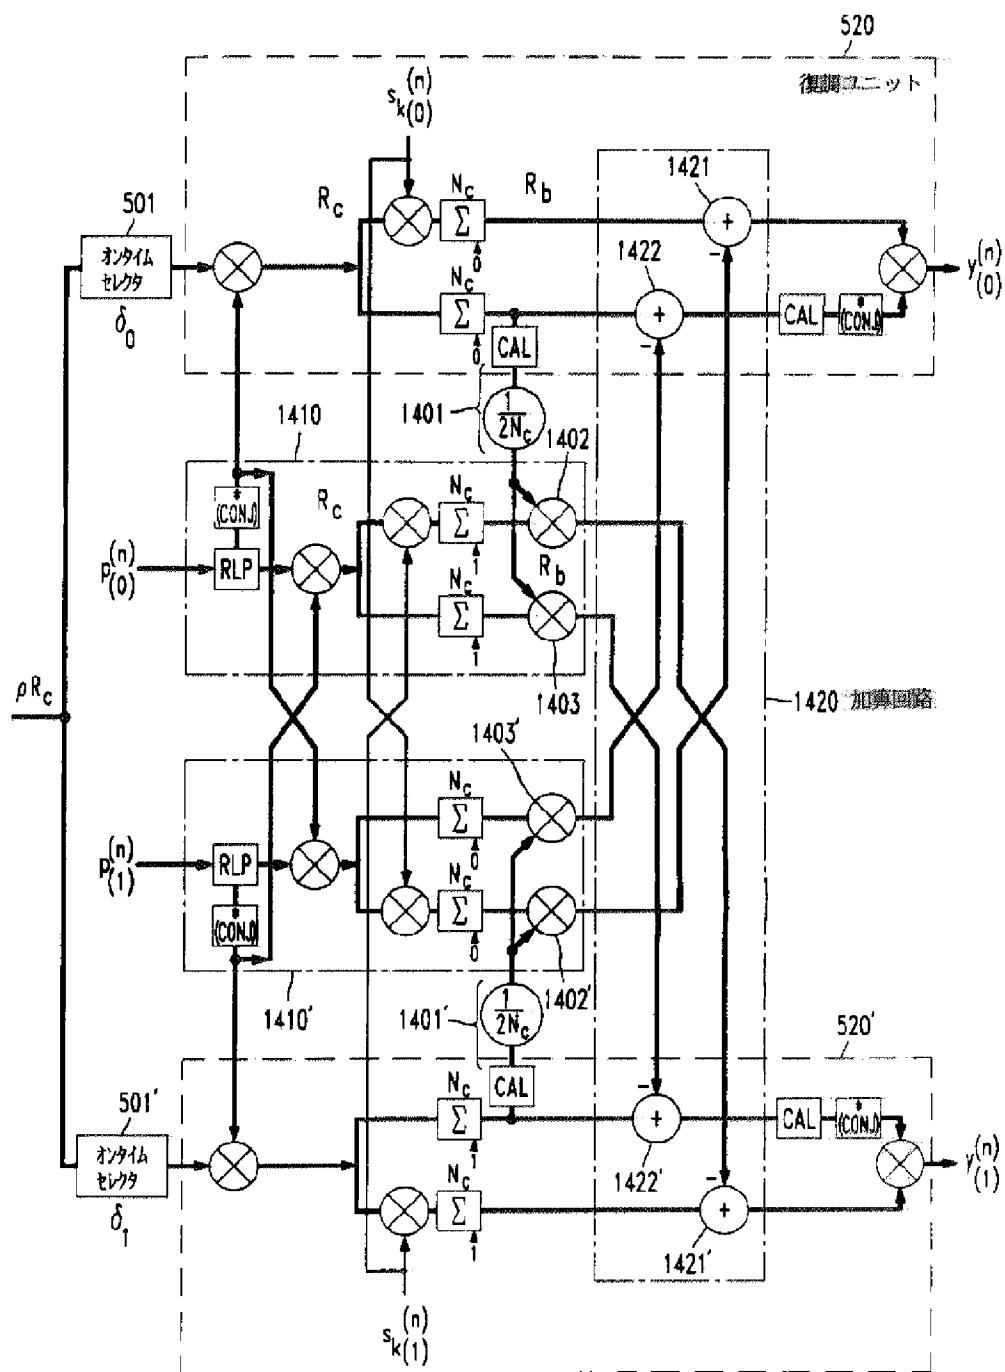 520
復調ユニット
s_k(0)^(n)
R_c
N_c
Σ
0
R_b
1421
501
オンタイム
セレクタ
δ_0
1422
N_c
Σ
0
CAL
CAL
*
(CONJ)
y_(0)^(n)
1401
1/2N_c
1402
1410
*
(CONJ)
R_c
N_c
Σ
1
p_(0)^(n)
RLP
R_b
N_c
Σ
1
1403
ρR_c
1420 加算回路
1403'
N_c
Σ
0
p_(1)^(n)
RLP
*
(CONJ)
N_c
Σ
0
1402'
1410'
1401'
1/2N_c
520'
CAL
N_c
Σ
1
CAL
*
(CONJ)
501'
オンタイム
セレクタ
δ_1
1422'
N_c
Σ
1
y_(1)^(n)
1421'
s_k(1)^(n)
+
+
+
+
−
−
−
−